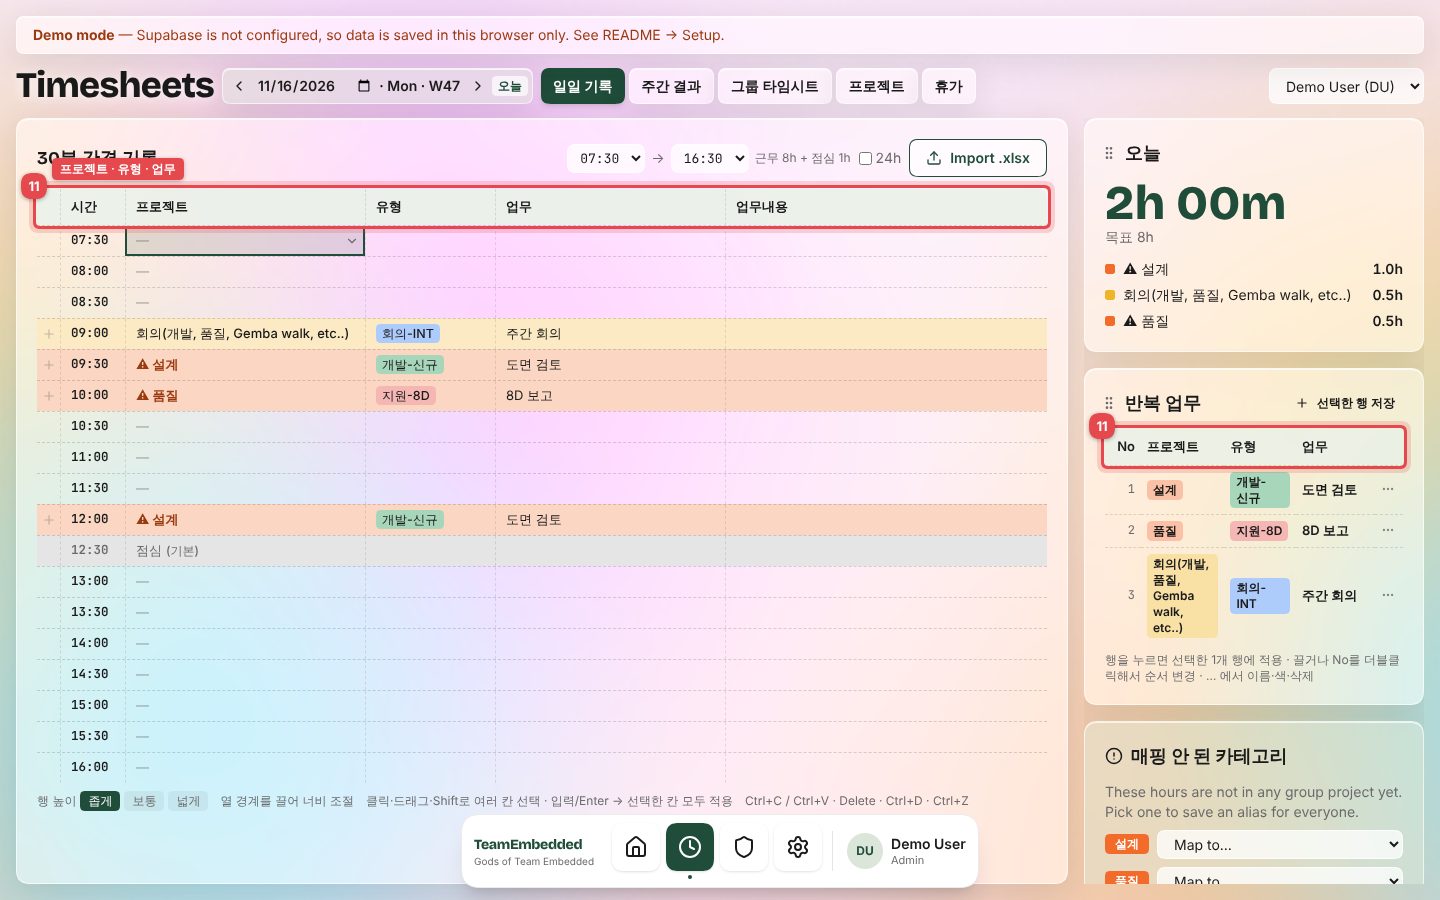 Demo mode — Supabase is not configured, so data is saved in this browser only. See README → Setup.
Timesheets
11/16/2026 · Mon · W47 오늘
일일 기록 주간 결과 그룹 타임시트 프로젝트 휴가
Demo User (DU)
30분 간격 기록
07:30 → 16:30 근무 8h + 점심 1h 24h Import .xlsx
프로젝트 · 유형 · 업무
11
시간 프로젝트 유형 업무 업무내용
07:30 —
08:00 —
08:30 —
+ 09:00 회의(개발, 품질, Gemba walk, etc..) 회의-INT 주간 회의
+ 09:30 ⚠ 설계 개발-신규 도면 검토
+ 10:00 ⚠ 품질 지원-8D 8D 보고
10:30 —
11:00 —
11:30 —
+ 12:00 ⚠ 설계 개발-신규 도면 검토
12:30 점심 (기본)
13:00 —
13:30 —
14:00 —
14:30 —
15:00 —
15:30 —
16:00 —
행 높이 좁게 보통 넓게 열 경계를 끌어 너비 조절 클릭·드래그·Shift로 여러 칸 선택 · 입력/Enter → 선택한 칸 모두 적용 Ctrl+C / Ctrl+V · Delete · Ctrl+D · Ctrl+Z
오늘
2h 00m
목표 8h
⚠ 설계 1.0h
회의(개발, 품질, Gemba walk, etc..) 0.5h
⚠ 품질 0.5h
반복 업무 + 선택한 행 저장
11
No 프로젝트 유형 업무
1 설계 개발-신규 도면 검토 ...
2 품질 지원-8D 8D 보고 ...
3 회의(개발, 품질, Gemba walk, etc..) 회의-INT 주간 회의 ...
행을 누르면 선택한 1개 행에 적용 · 끌거나 No를 더블클
릭해서 순서 변경 · ... 에서 이름·색·삭제
매핑 안 된 카테고리
These hours are not in any group project yet.
Pick one to save an alias for everyone.
설계 Map to...
품질 Map to...
TeamEmbedded
Gods of Team Embedded
DU Demo User
Admin